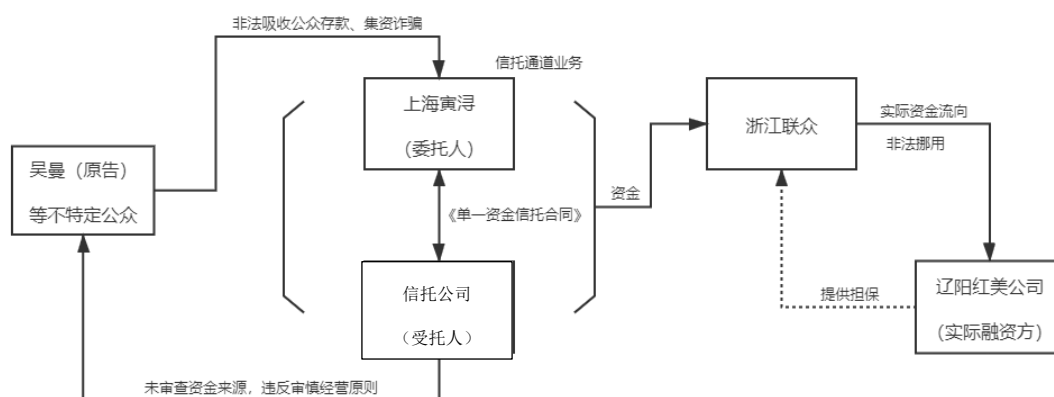 非法吸收公众存款、集资诈骗
信托通道业务
上海寅浔
（委托人）
浙江联众
实际资金流向
非法挪用
吴曼（原告）
等不特定公众
《单一资金信托合同》
资金
信托公司
（受托人）
提供担保
辽阳红美公司
（实际融资方）
未审查资金来源，违反审慎经营原则